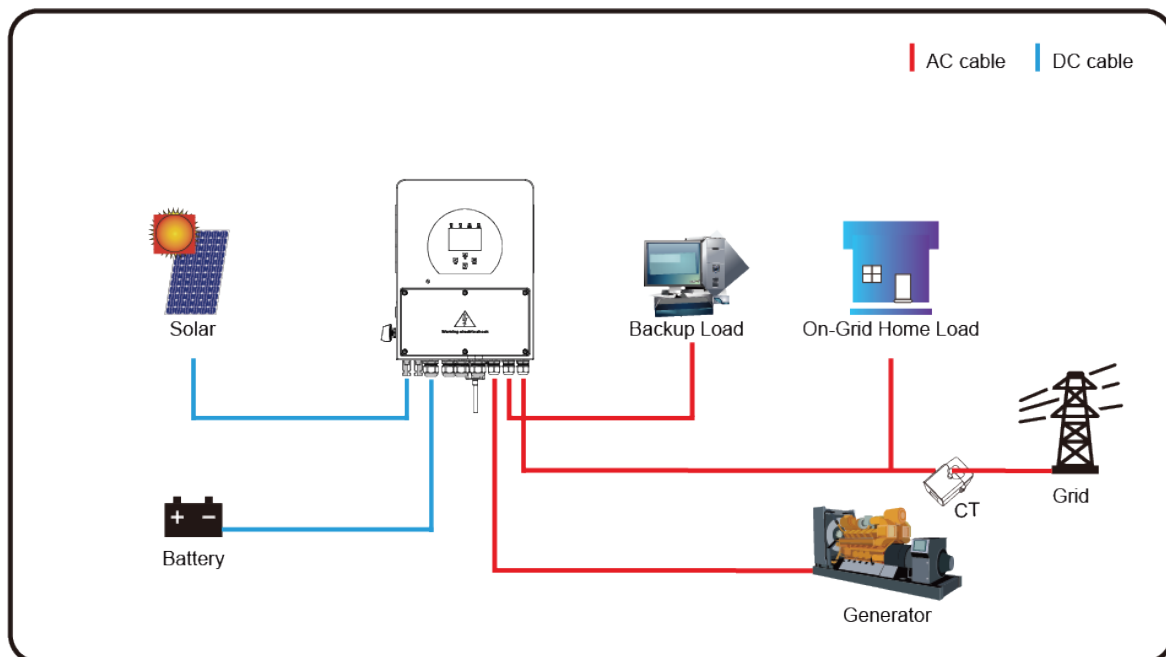 AC cable
DC cable
Solar
Backup Load
On-Grid Home Load
CT
Grid
Battery
Generator